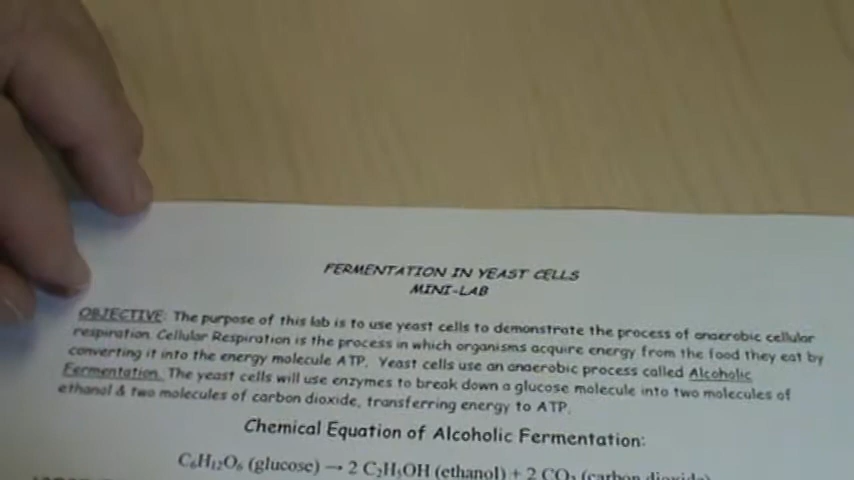 FERMENTATION IN YEAST CELLS
MINI-LAB
OBJECTIVE: The purpose of this lab is to use yeast cells to demonstrate the process of anaerobic cellular
respiration. Cellular Respiration is the process in which organisms acquire energy from the food they eat by
converting it into the energy molecule ATP. Yeast cells use an anaerobic process called Alcoholic
Fermentation. The yeast cells will use enzymes to break down a glucose molecule into two molecules of
ethanol & two molecules of carbon dioxide, transferring energy to ATP.
Chemical Equation of Alcoholic Fermentation:
C₆H₁₂O₆ (glucose) → 2 C₂H₅OH (ethanol) + 2 CO₂ (carbon dioxide)